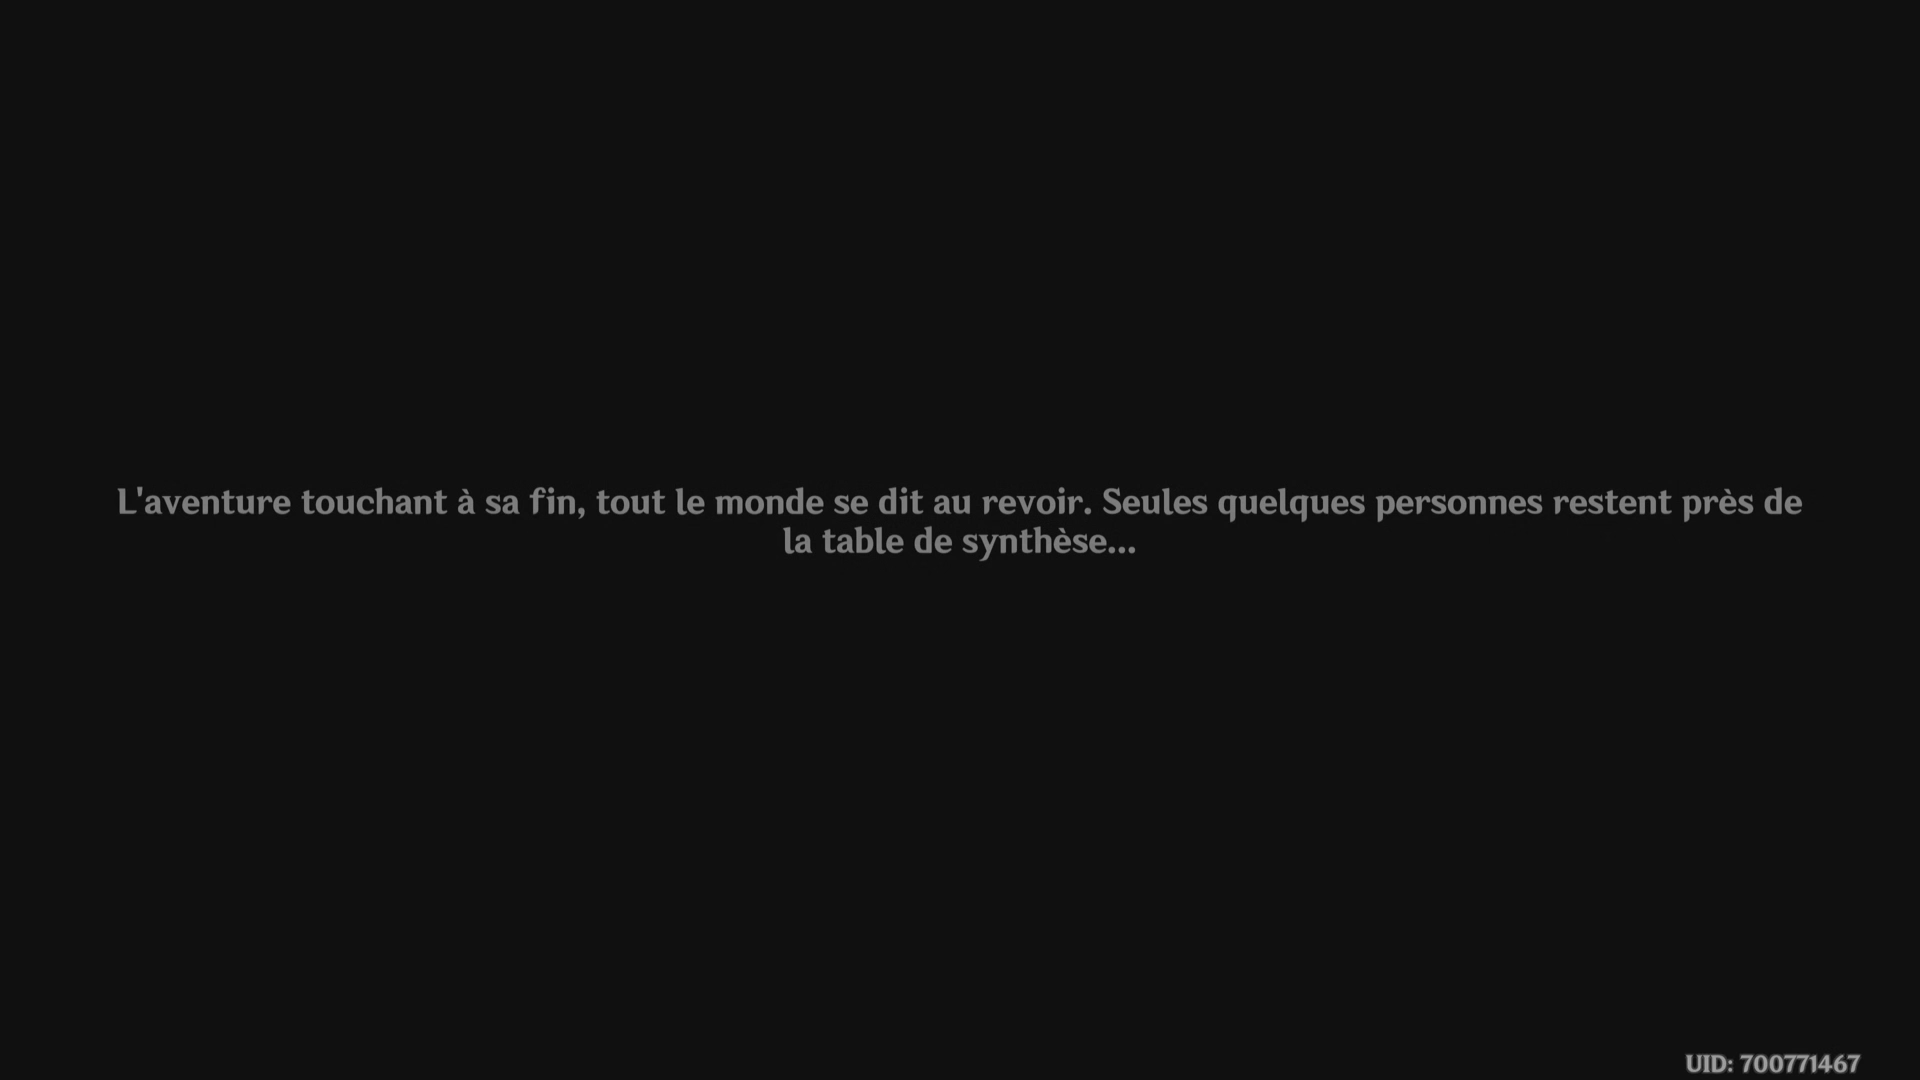 L'aventure touchant à sa fin, tout le monde se dit au revoir. Seules quelques personnes restent près de
la table de synthèse...
UID: 700771467